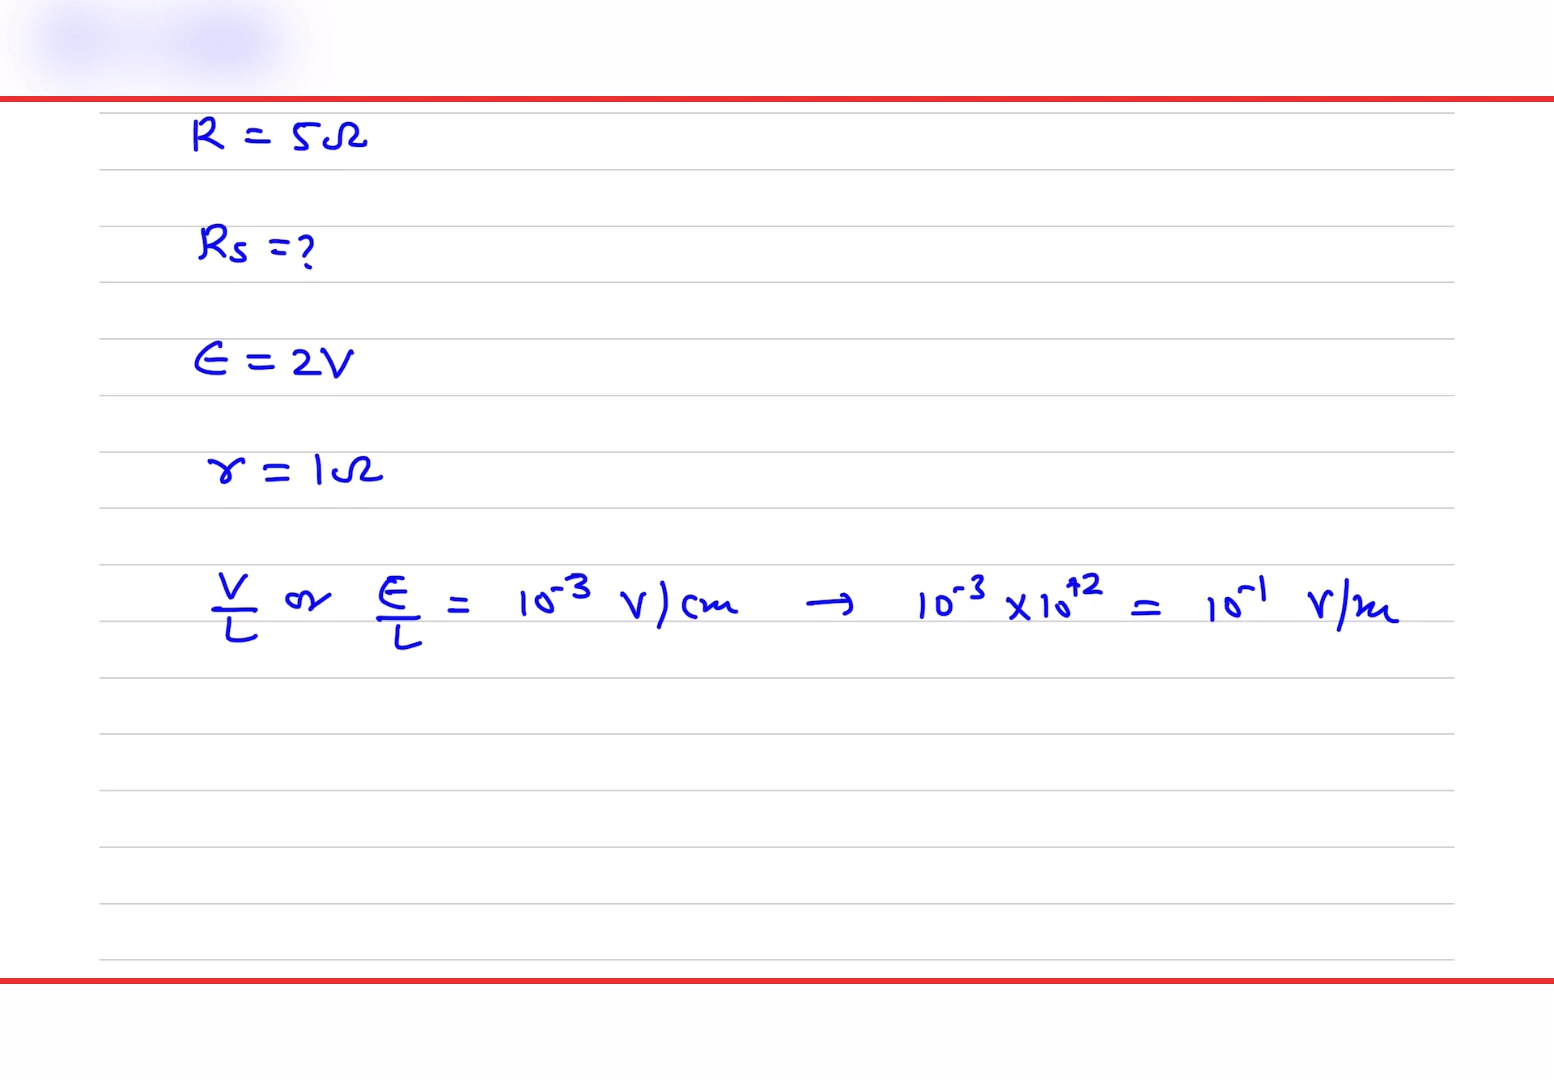 R = 5Ω
Rs = ?
ε = 2V
r = 1Ω
V/L or ε/L = 10⁻³ V/cm → 10⁻³ × 10⁺² = 10⁻¹ V/m